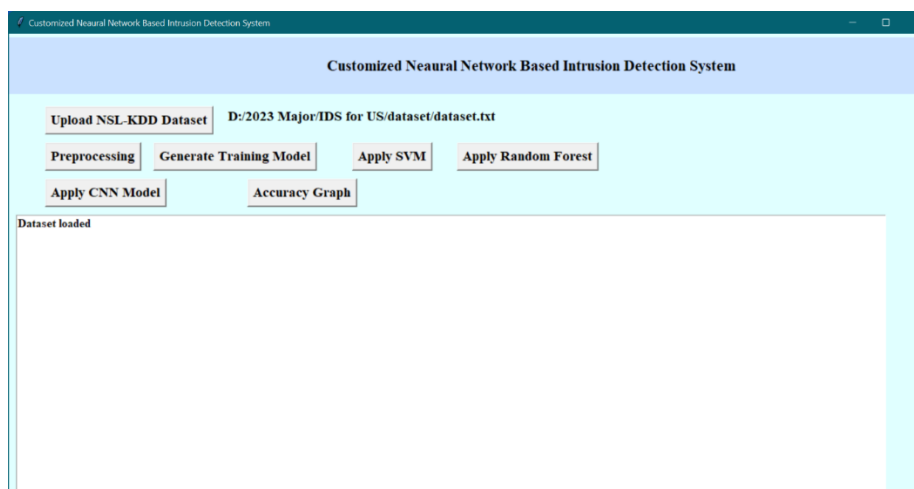 Customized Neaural Network Based Intrusion Detection System
Customized Neaural Network Based Intrusion Detection System
Upload NSL-KDD Dataset D:/2023 Major/IDS for US/dataset/dataset.txt
Preprocessing Generate Training Model Apply SVM Apply Random Forest
Apply CNN Model Accuracy Graph
Dataset loaded